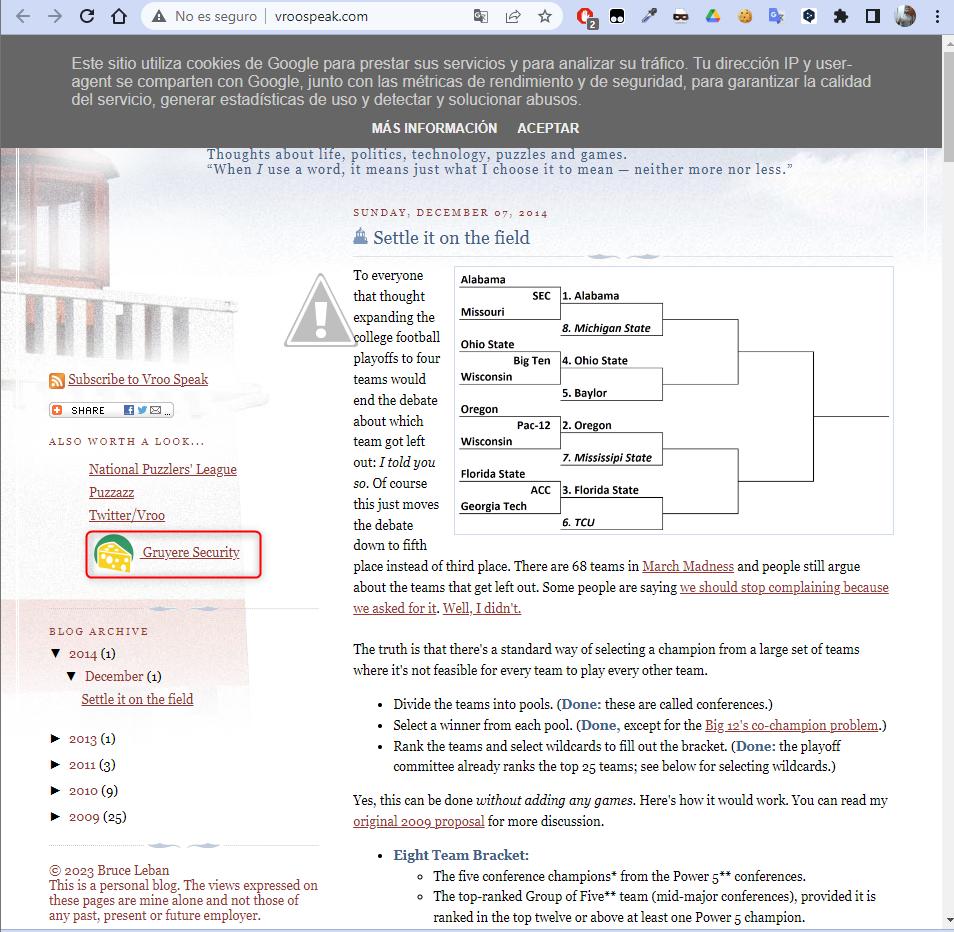 No es seguro | vroospeak.com
2
Este sitio utiliza cookies de Google para prestar sus servicios y para analizar su tráfico. Tu dirección IP y user-
agent se comparten con Google, junto con las métricas de rendimiento y de seguridad, para garantizar la calidad
del servicio, generar estadísticas de uso y detectar y solucionar abusos.
MÁS INFORMACIÓN ACEPTAR
Thoughts about life, politics, technology, puzzles and games.
“When I use a word, it means just what I choose it to mean — neither more nor less.”
Subscribe to Vroo Speak
SHARE ...
ALSO WORTH A LOOK...
National Puzzlers' League
Puzzazz
Twitter/Vroo
Gruyere Security
BLOG ARCHIVE
▼ 2014 (1)
▼ December (1)
Settle it on the field
► 2013 (1)
► 2011 (3)
► 2010 (9)
► 2009 (25)
© 2023 Bruce Leban
This is a personal blog. The views expressed on
these pages are mine alone and not those of
any past, present or future employer.
SUNDAY, DECEMBER 07, 2014
Settle it on the field
To everyone
that thought
expanding the
college football
playoffs to four
teams would
end the debate
about which
team got left
out: I told you
so. Of course
this just moves
the debate
down to fifth
Alabama
SEC 1. Alabama
Missouri
8. Michigan State
Ohio State
Big Ten 4. Ohio State
Wisconsin
5. Baylor
Oregon
Pac-12 2. Oregon
Wisconsin
7. Mississipi State
Florida State
ACC 3. Florida State
Georgia Tech
6. TCU
place instead of third place. There are 68 teams in March Madness and people still argue
about the teams that get left out. Some people are saying we should stop complaining because
we asked for it. Well, I didn't.
The truth is that there's a standard way of selecting a champion from a large set of teams
where it's not feasible for every team to play every other team.
• Divide the teams into pools. (Done: these are called conferences.)
• Select a winner from each pool. (Done, except for the Big 12's co-champion problem.)
• Rank the teams and select wildcards to fill out the bracket. (Done: the playoff
committee already ranks the top 25 teams; see below for selecting wildcards.)
Yes, this can be done without adding any games. Here's how it would work. You can read my
original 2009 proposal for more discussion.
• Eight Team Bracket:
○ The five conference champions* from the Power 5** conferences.
○ The top-ranked Group of Five** team (mid-major conferences), provided it is
ranked in the top twelve or above at least one Power 5 champion.